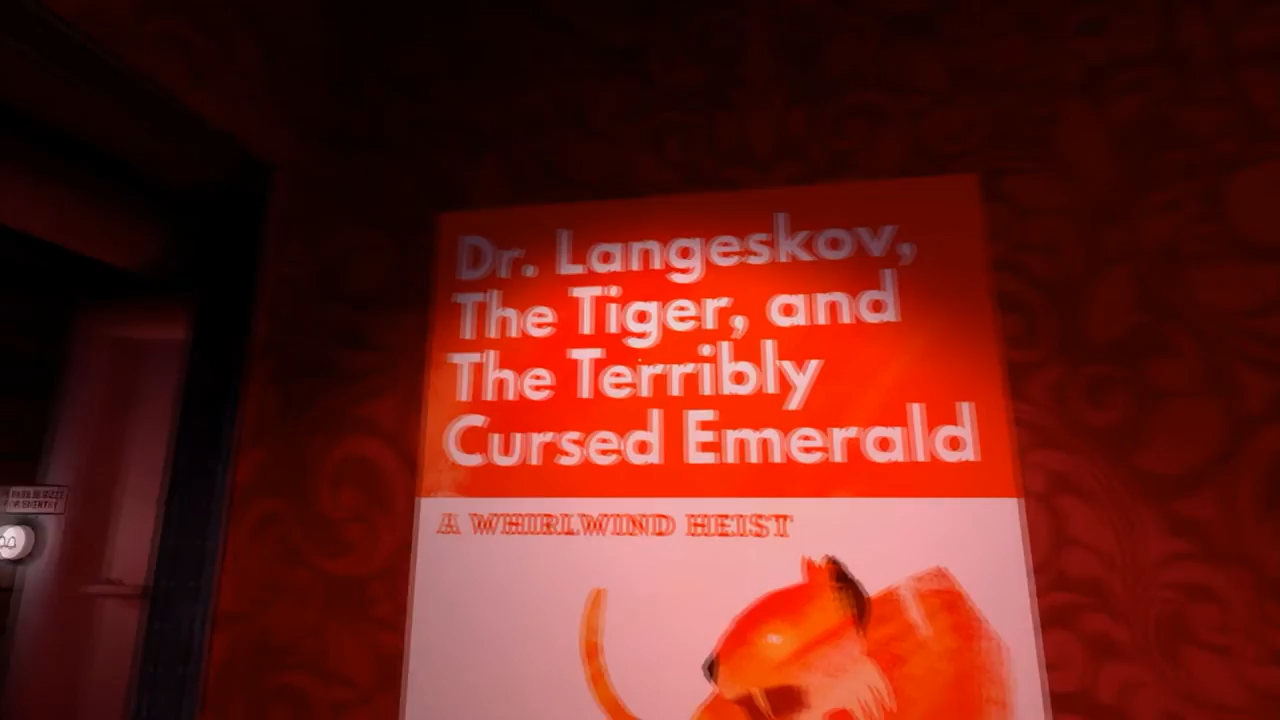 Dr. Langeskov,
The Tiger, and
The Terribly
Cursed Emerald
A WHIRLWIND HEIST